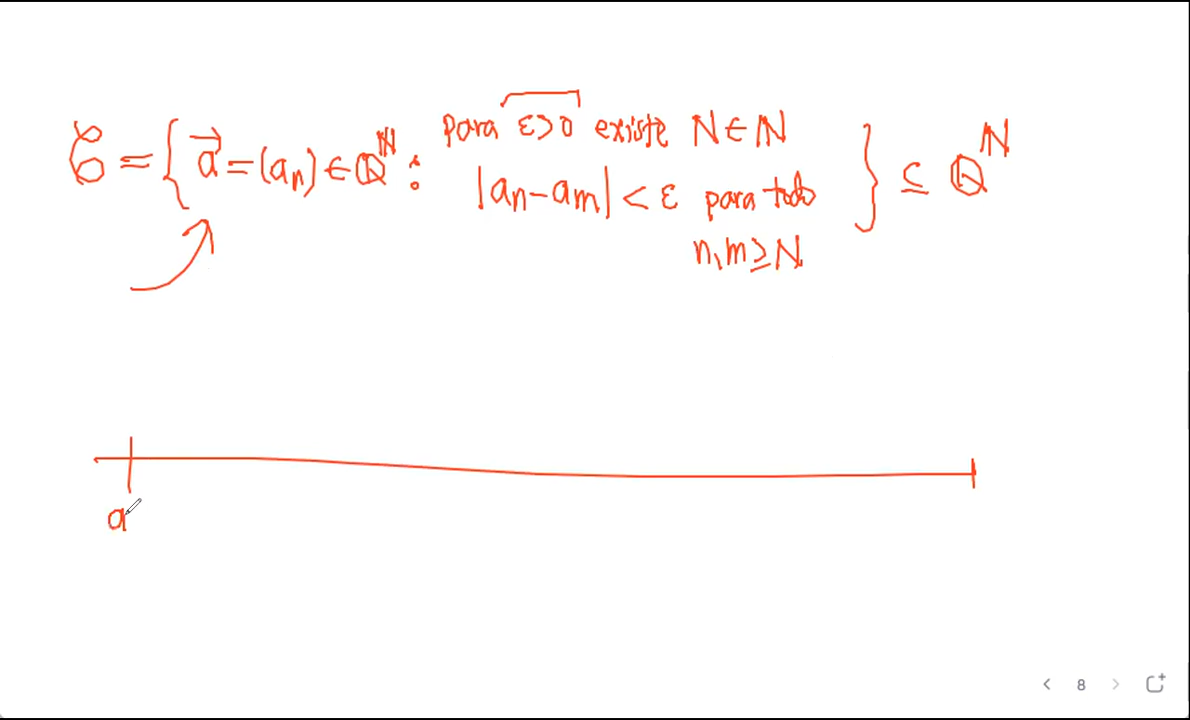 𝒞 = { a⃗ = (aₙ) ∈ ℚ^ℕ : para ε>0 existe N ∈ ℕ
|aₙ - aₘ| < ε para todo } ⊆ ℚ^ℕ
n,m ≥ N
a
8